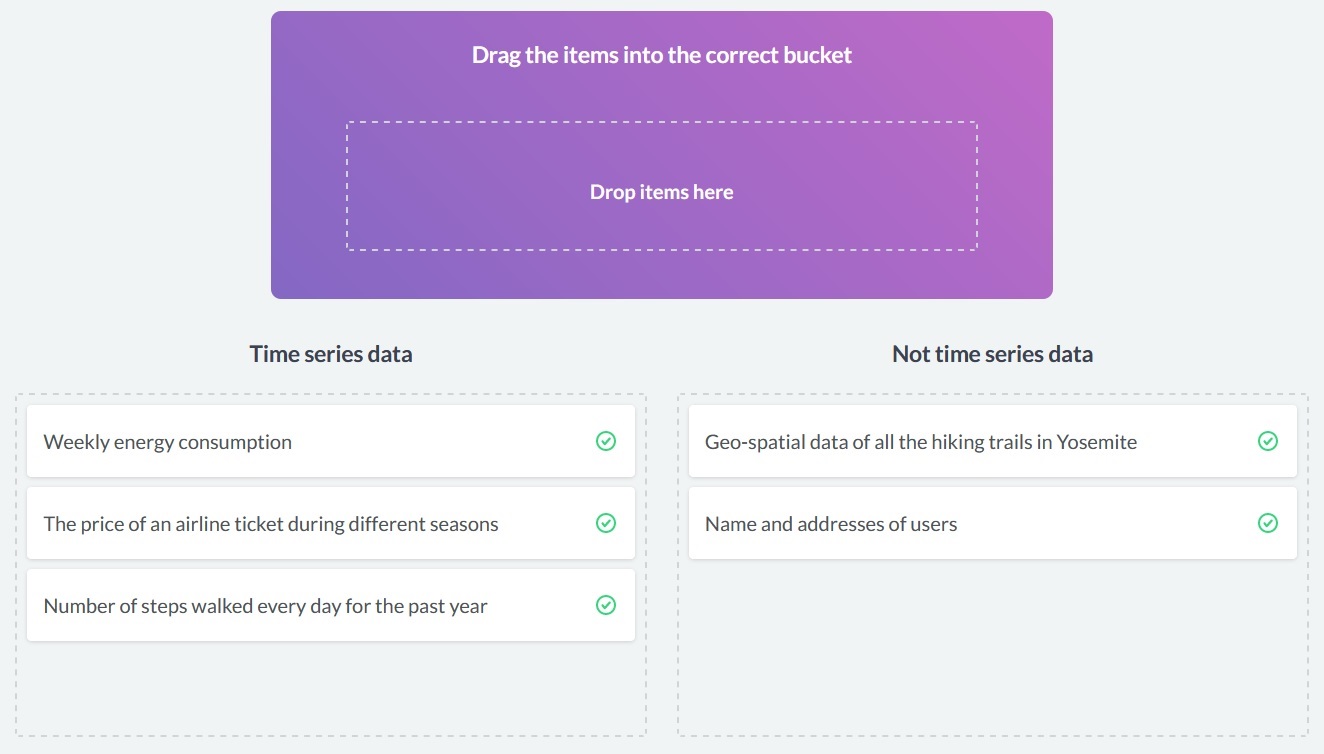 Drag the items into the correct bucket
Drop items here
Time series data
Weekly energy consumption
The price of an airline ticket during different seasons
Number of steps walked every day for the past year
Not time series data
Geo-spatial data of all the hiking trails in Yosemite
Name and addresses of users